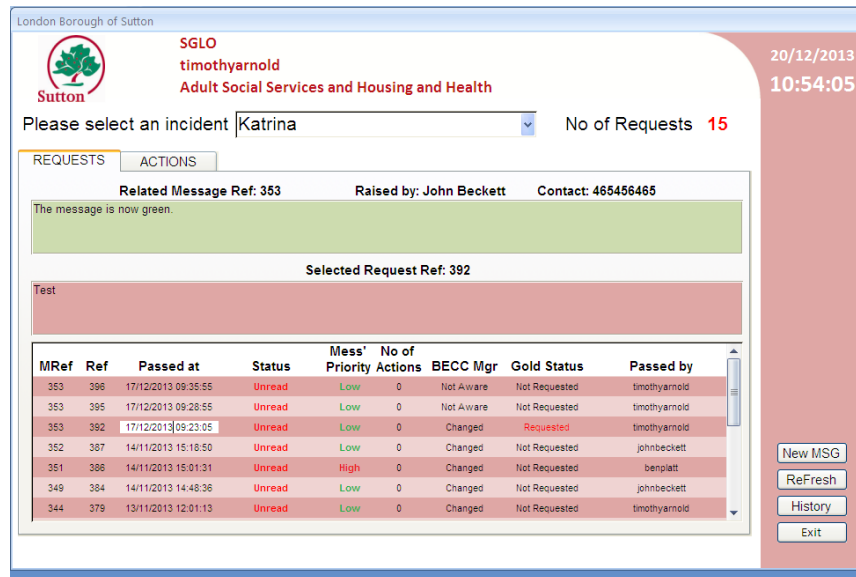 London Borough of Sutton
Sutton
SGLO
timothyarnold
Adult Social Services and Housing and Health
20/12/2013
10:54:05
Please select an incident Katrina No of Requests 15
REQUESTS ACTIONS
Related Message Ref: 353 Raised by: John Beckett Contact: 465456465
The message is now green.
Selected Request Ref: 392
Test
MRef Ref Passed at Status Mess' Priority No of Actions BECC Mgr Gold Status Passed by
353 396 17/12/2013 09:35:55 Unread Low 0 Not Aware Not Requested timothyarnold
353 395 17/12/2013 09:28:55 Unread Low 0 Not Aware Not Requested timothyarnold
353 392 17/12/2013 09:23:05 Unread Low 0 Changed Requested timothyarnold
352 387 14/11/2013 15:18:50 Unread Low 0 Changed Not Requested johnbeckett
351 386 14/11/2013 15:01:31 Unread High 0 Changed Not Requested benplatt
349 384 14/11/2013 14:48:36 Unread Low 0 Changed Not Requested johnbeckett
344 379 13/11/2013 12:01:13 Unread Low 0 Changed Not Requested timothyarnold
New MSG
ReFresh
History
Exit